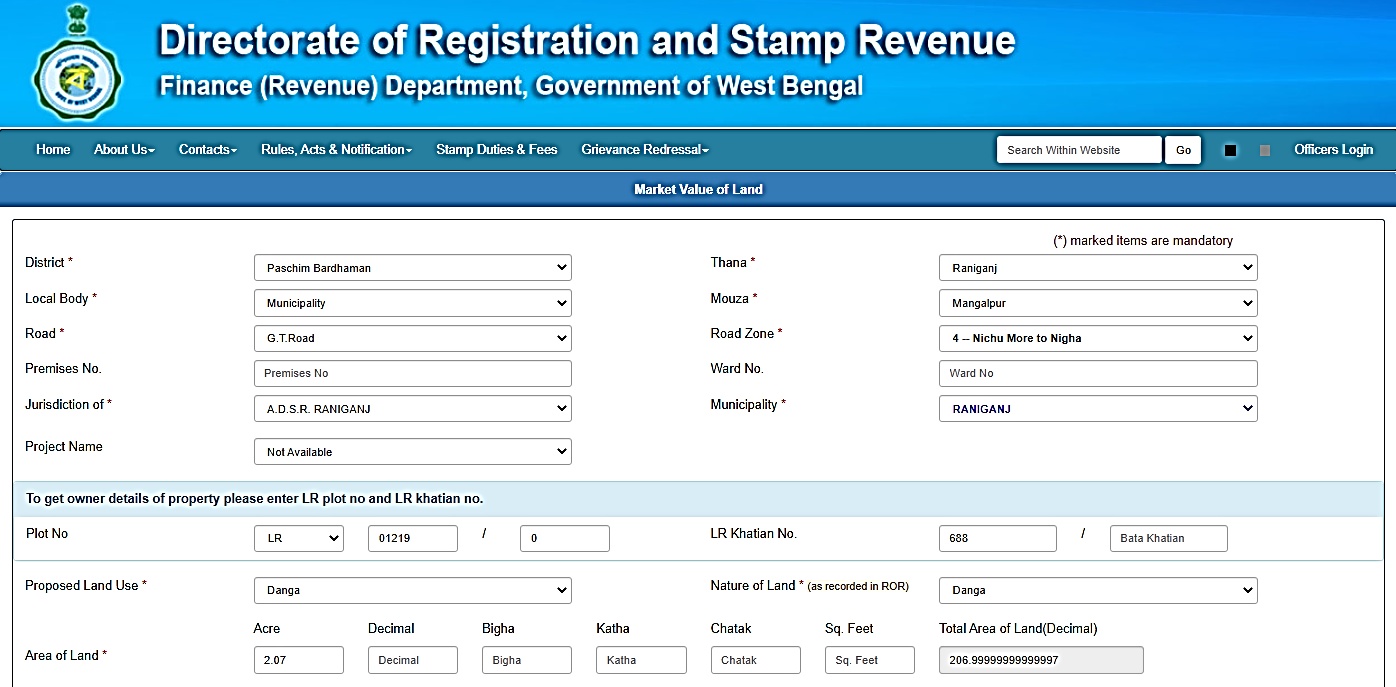 Directorate of Registration and Stamp Revenue
Finance (Revenue) Department, Government of West Bengal
Home About Us Contacts Rules, Acts & Notification Stamp Duties & Fees Grievance Redressal Search Within Website Go Officers Login
Market Value of Land
(*) marked items are mandatory
District * Paschim Bardhaman Thana * Raniganj
Local Body * Municipality Mouza * Mangalpur
Road * G.T.Road Road Zone * 4 -- Nichu More to Nigha
Premises No. Premises No Ward No. Ward No
Jurisdiction of * A.D.S.R. RANIGANJ Municipality * RANIGANJ
Project Name Not Available
To get owner details of property please enter LR plot no and LR khatian no.
Plot No LR 01219 / 0 LR Khatian No. 688 / Bata Khatian
Proposed Land Use * Danga Nature of Land * (as recorded in ROR) Danga
Acre Decimal Bigha Katha Chatak Sq. Feet Total Area of Land(Decimal)
Area of Land * 2.07 Decimal Bigha Katha Chatak Sq. Feet 206.99999999999997